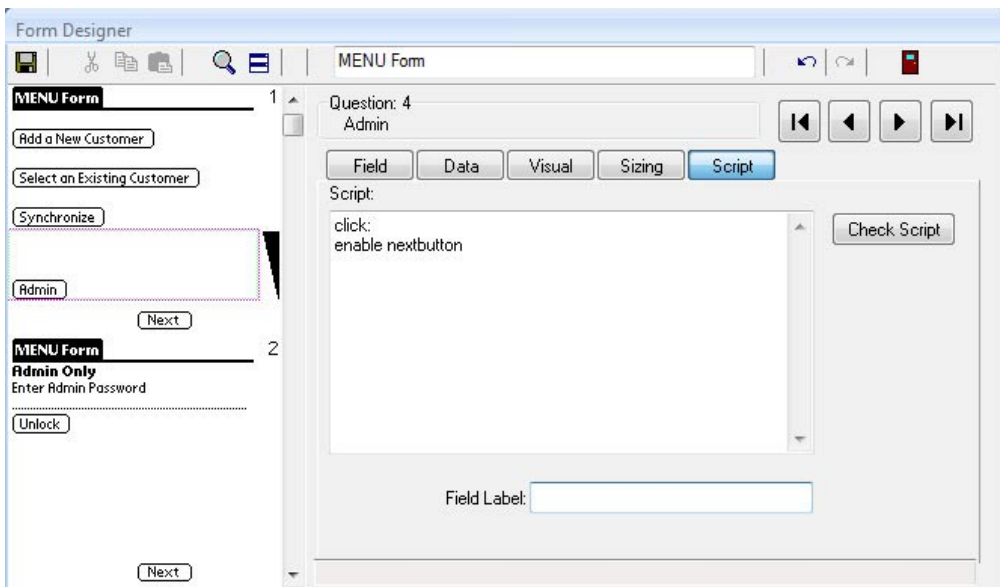 Form Designer
MENU Form
MENU Form 1
Add a New Customer
Select an Existing Customer
Synchronize
Admin
Next
MENU Form 2
Admin Only
Enter Admin Password
Unlock
Next
Question: 4
Admin
Field Data Visual Sizing Script
Script:
click:
enable nextbutton
Check Script
Field Label: